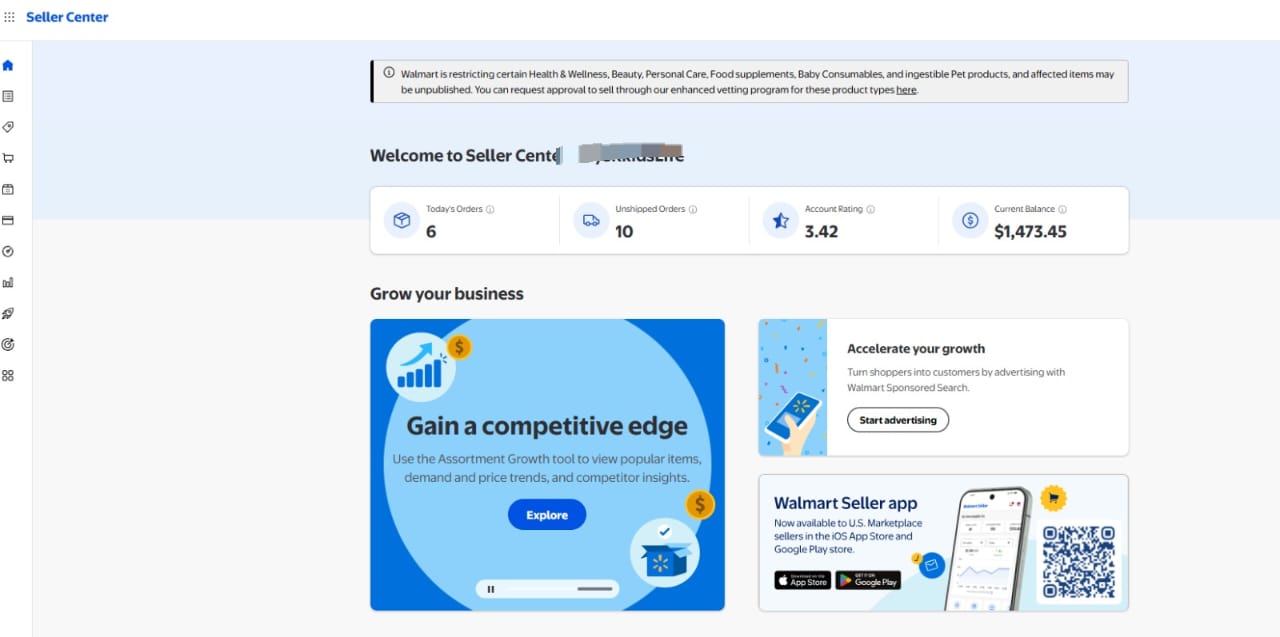 Seller Center
Walmart is restricting certain Health & Wellness, Beauty, Personal Care, Food supplements, Baby Consumables, and ingestible Pet products, and affected items may
be unpublished. You can request approval to sell through our enhanced vetting program for these product types here.
Welcome to Seller Cente
Today's Orders
6
Unshipped Orders
10
Account Rating
3.42
Current Balance
$1,473.45
Grow your business
Gain a competitive edge
Use the Assortment Growth tool to view popular items,
demand and price trends, and competitor insights.
Explore
Accelerate your growth
Turn shoppers into customers by advertising with
Walmart Sponsored Search.
Start advertising
Walmart Seller app
Now available to U.S. Marketplace
sellers in the iOS App Store and
Google Play store.
Download on the
App Store
GET IT ON
Google Play